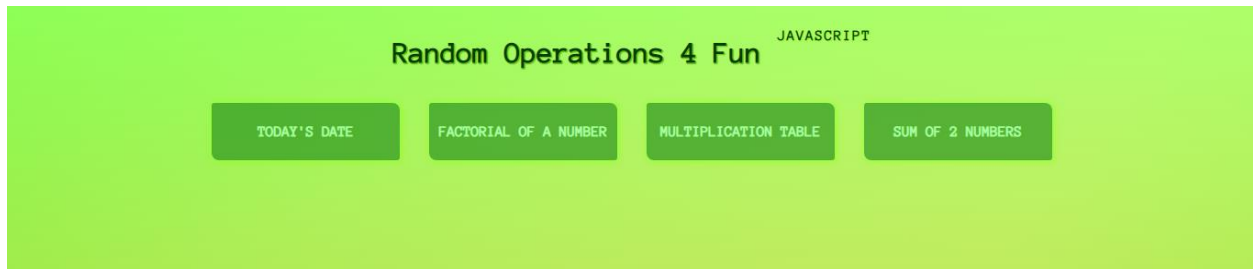 Random Operations 4 Fun JAVASCRIPT
TODAY'S DATE
FACTORIAL OF A NUMBER
MULTIPLICATION TABLE
SUM OF 2 NUMBERS